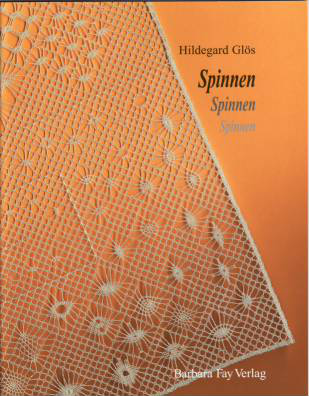 Hildegard Glös
Spinnen
Spinnen
Spinnen
Barbara Fay Verlag